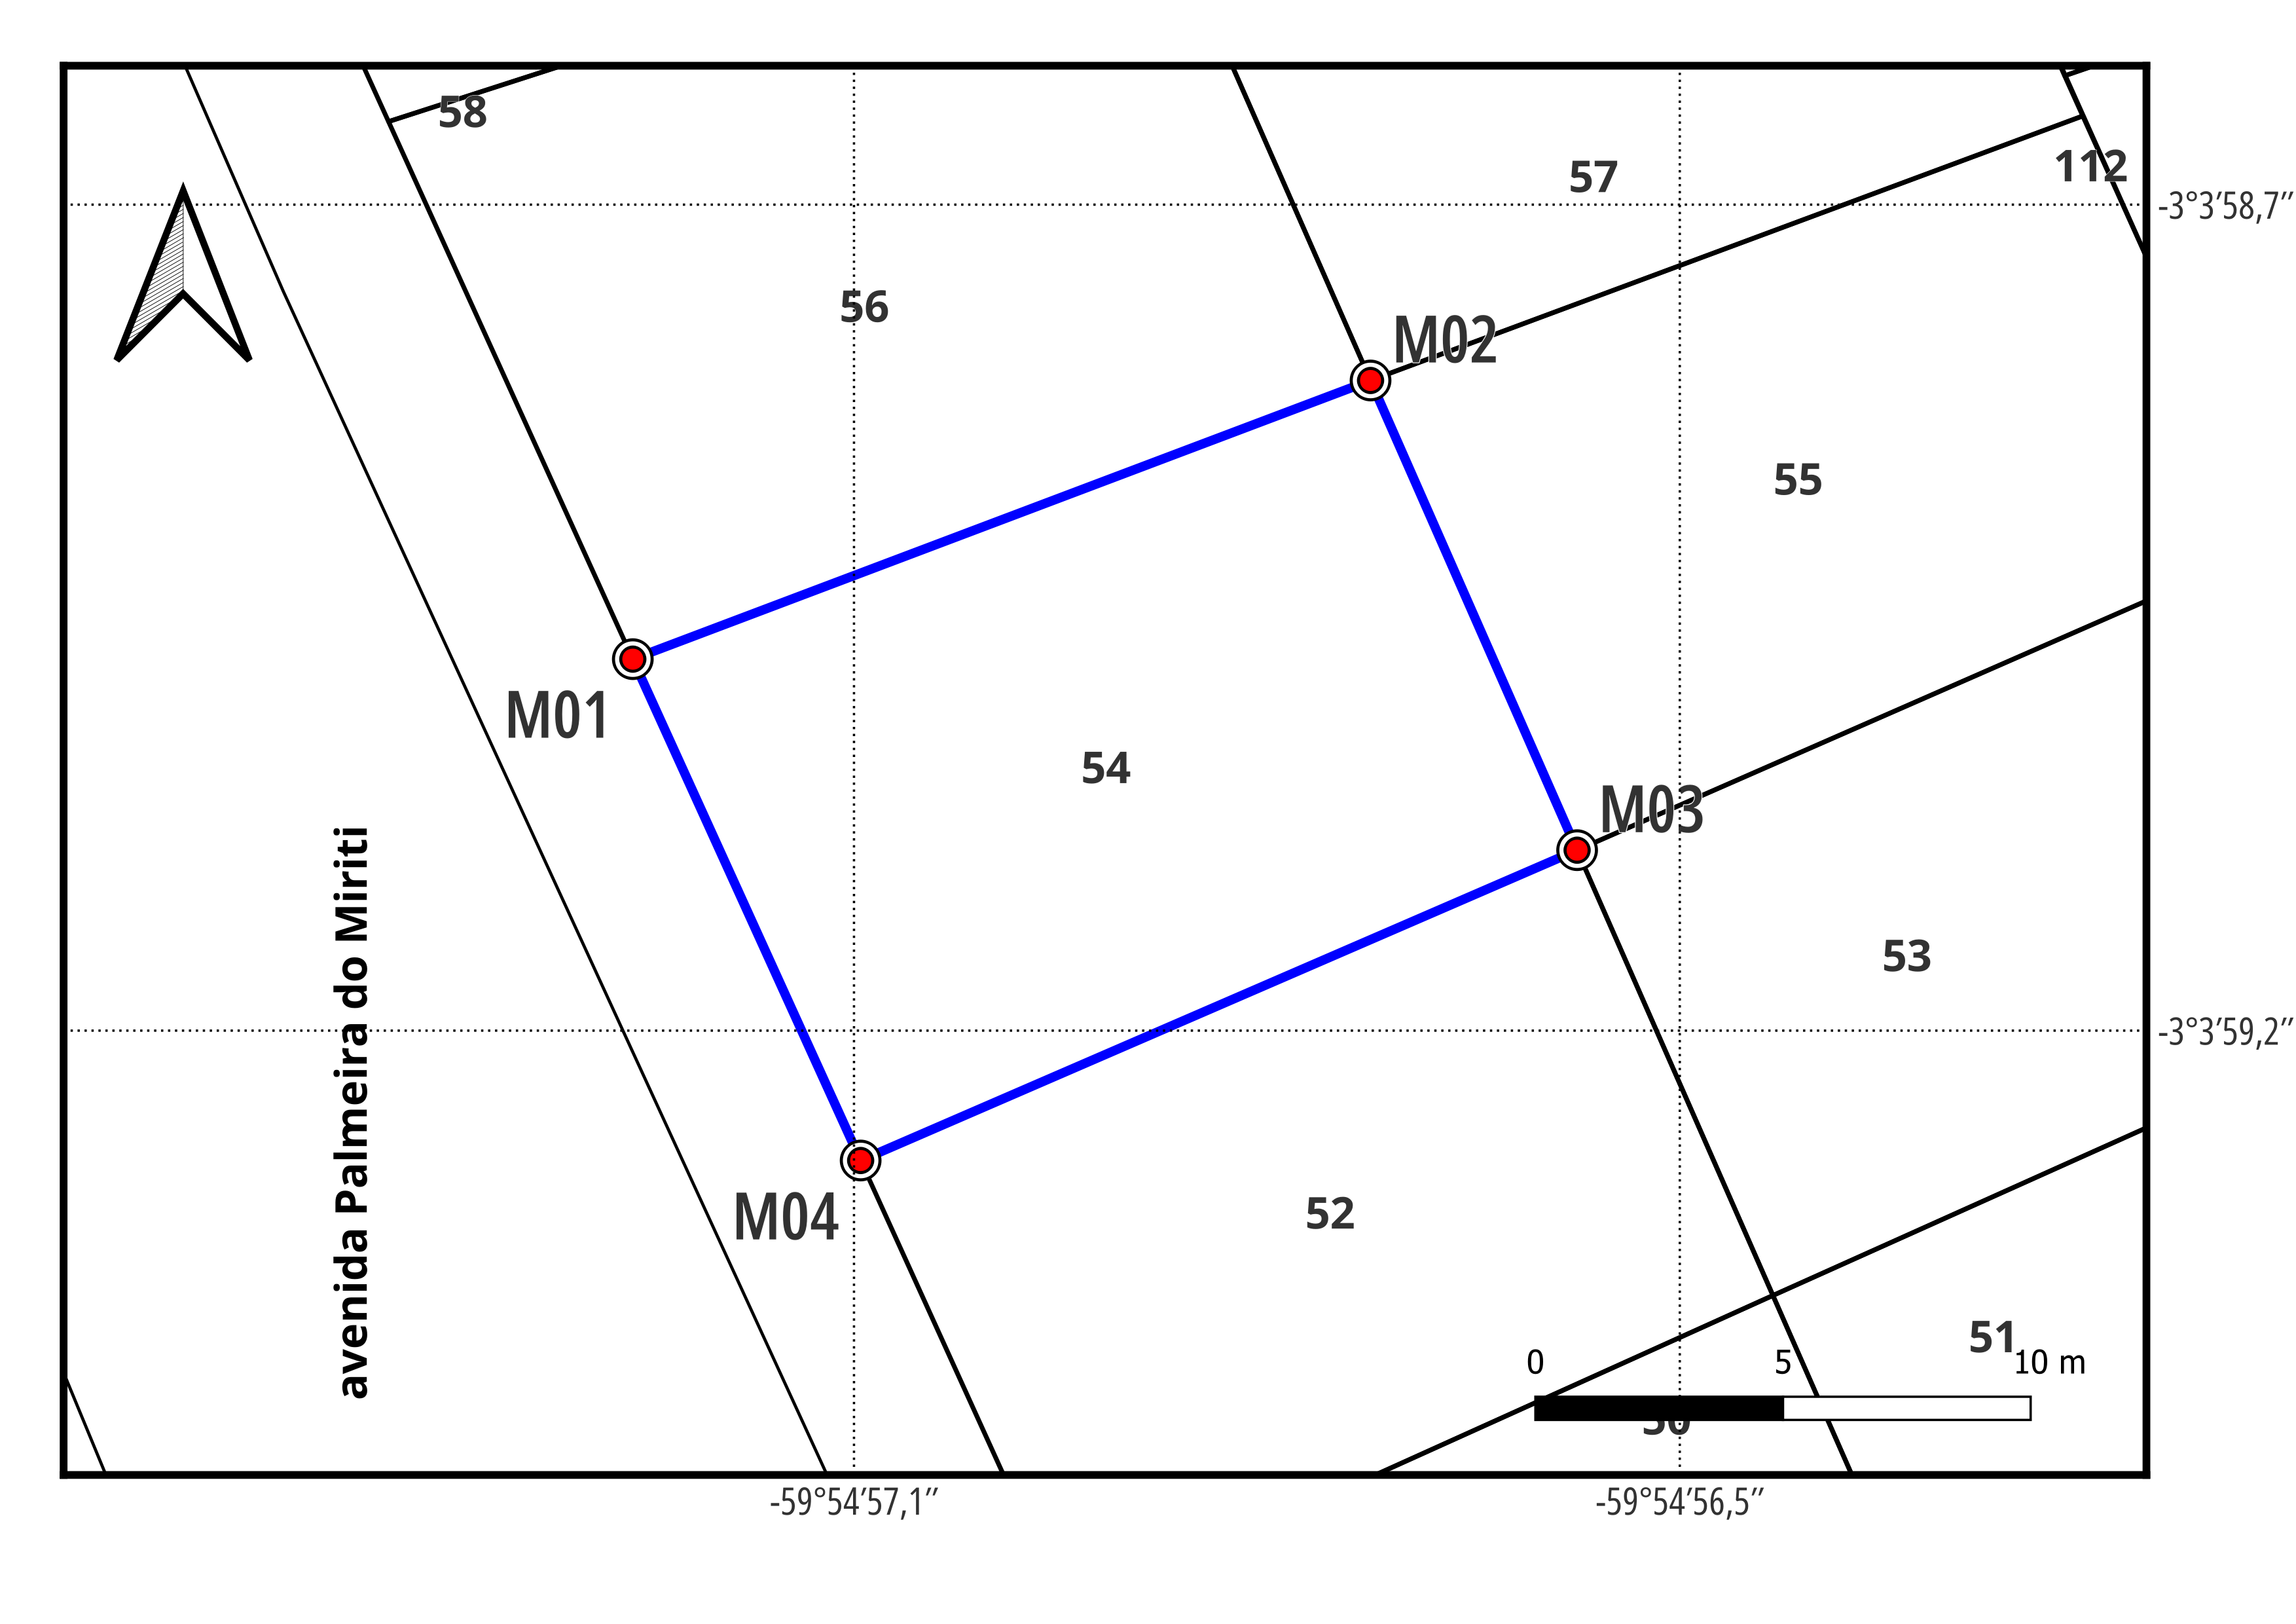 58
57
112
-3°3′58,7″
56
M02
55
M01
54
M03
avenida Palmeira do Miriti
53
-3°3′59,2″
M04
52
51
0 5 10 m
-59°54′57,1″
-59°54′56,5″